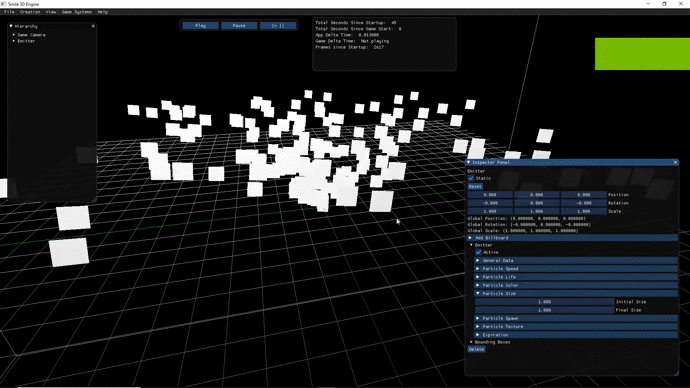 Smile 3D Engine
File Creation View Game Systems Help
Hierarchy
Game Camera
Emitter
Play Pause |> ||
Total Seconds Since Startup: 45
Total Seconds Since Game Start: 0
App Delta Time: 0.013000
Game Delta Time: Not playing
Frames since Startup: 2617
Inspector Panel
Emitter
Static
Reset
0.000 0.000 0.000 Position
-0.000 0.000 -0.000 Rotation
1.000 1.000 1.000 Scale
Global Position: (0.000000, 0.000000, 0.000000)
Global Rotation: (-0.000000, 0.000000, -0.000000)
Global Scale: (1.000000, 1.000000, 1.000000)
Add Billboard
Emitter
Active
General Data
Particle Speed
Particle Life
Particle Color
Particle Size
1.000 Initial Size
1.000 Final Size
Particle Spawn
Particle Texture
Expiration
Bounding Boxes
Delete